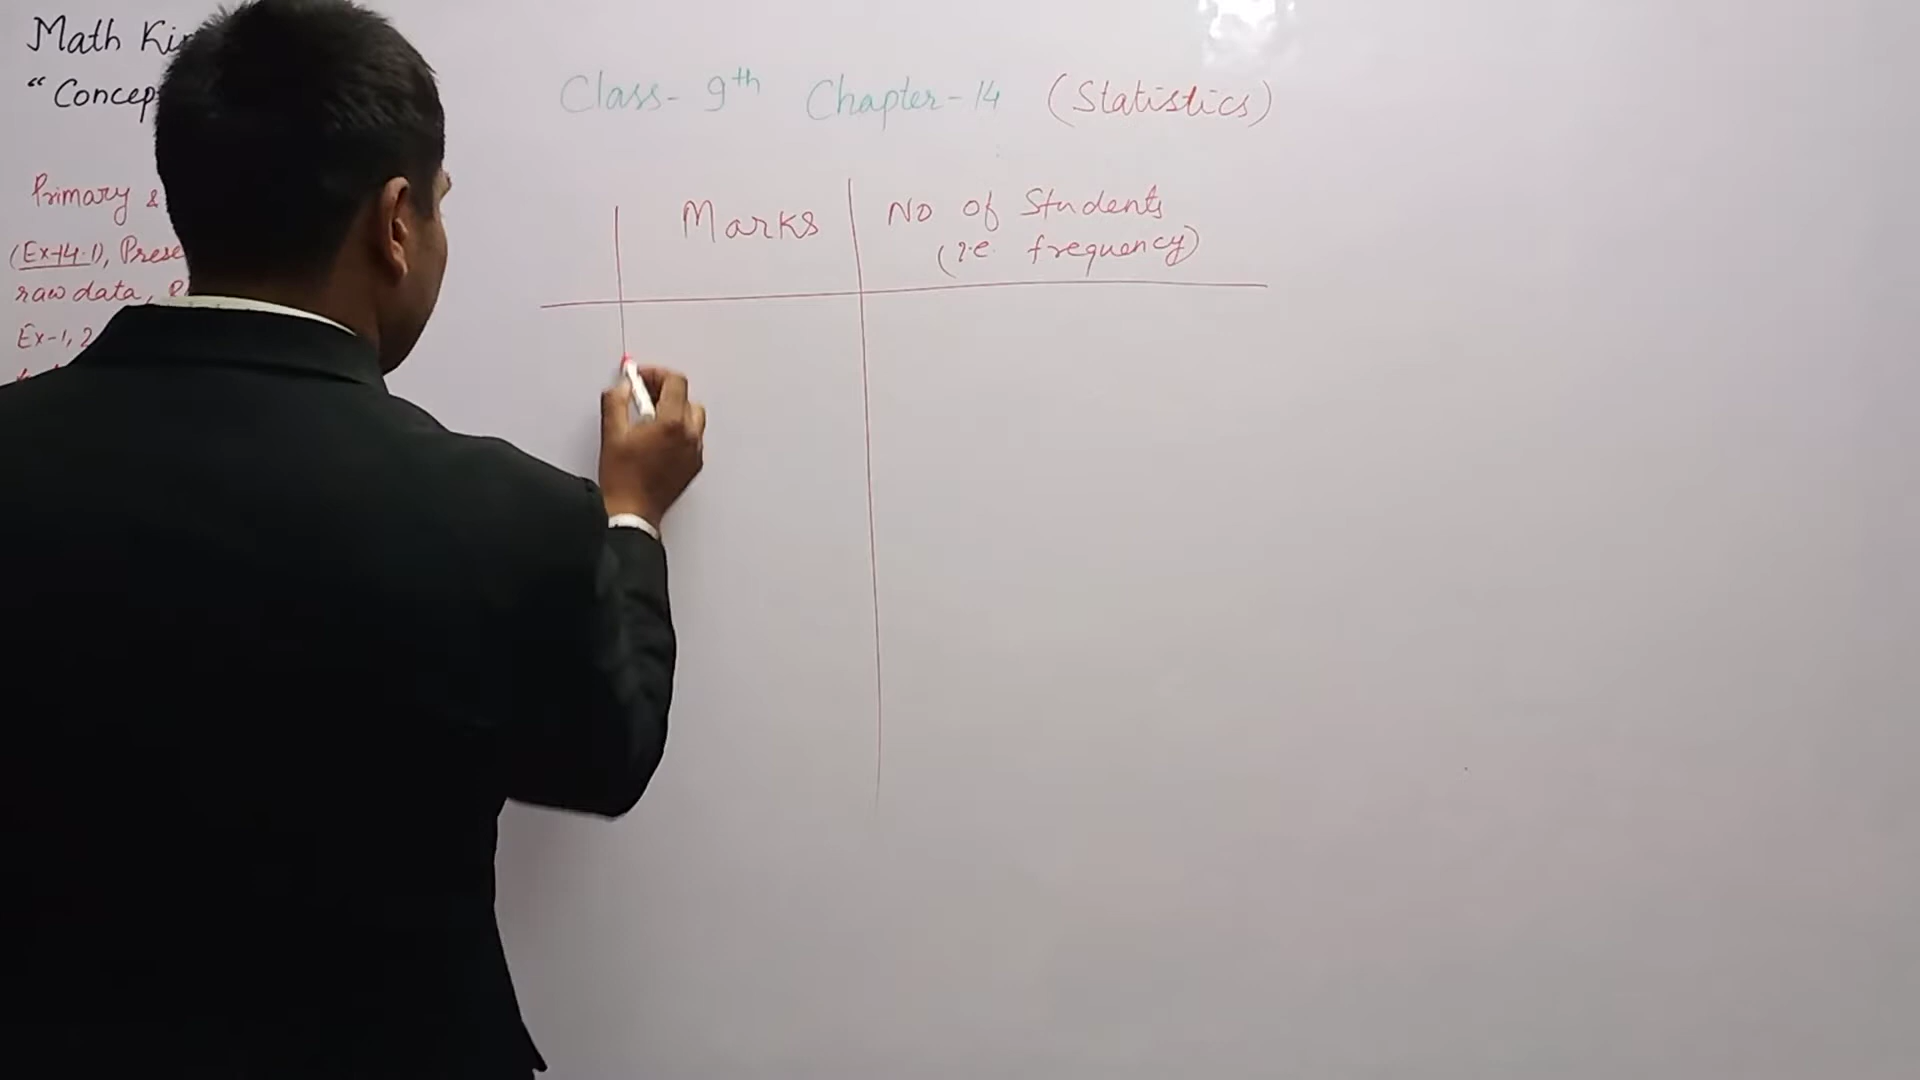 Math
“Concep
Class- 9th Chapter-14 (Statistics)
Primary &
(Ex-14.1), Prese
raw data,
Ex-1, 2
Marks
No of Students
(i.e. frequency)